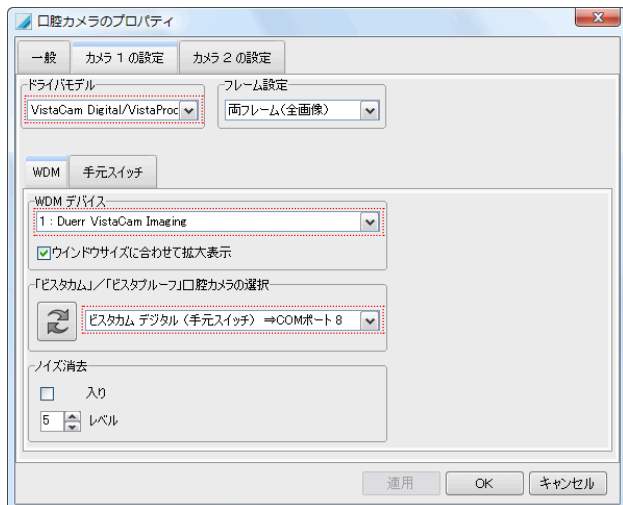 口腔カメラのプロパティ
一般 カメラ 1 の設定 カメラ 2 の設定
ドライバモデル フレーム設定
VistaCam Digital/VistaProc 両フレーム(全画像)
WDM 手元スイッチ
WDM デバイス
1 : Duerr VistaCam Imaging
ウインドウサイズに合わせて拡大表示
「ビスタカム」/「ビスタプルーフ」口腔カメラの選択
ビスタカム デジタル (手元スイッチ) ⇒COMポート 8
ノイズ消去
入り
5 レベル
適用 OK キャンセル